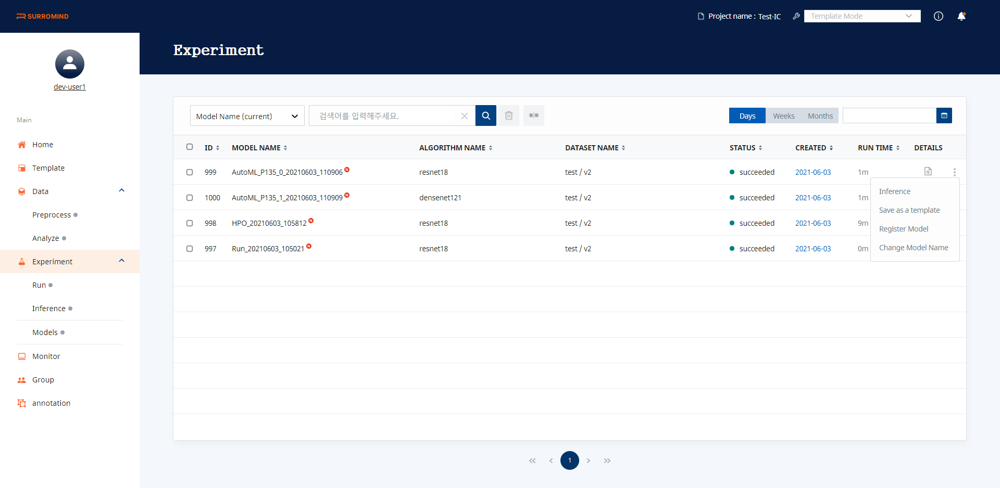 SURROMIND
Project name : Test-IC
Template Mode
Experiment
dev-user1
Main
Home
Template
Data
Preprocess
Analyze
Experiment
Run
Inference
Models
Monitor
Group
annotation
Model Name (current)
검색어를 입력해주세요.
Days Weeks Months
ID MODEL NAME ALGORITHM NAME DATASET NAME STATUS CREATED RUN TIME DETAILS
999 AutoML_P135_0_20210603_110906 N resnet18 test / v2 succeeded 2021-06-03 1m
1000 AutoML_P135_1_20210603_110909 N densenet121 test / v2 succeeded 2021-06-03 1m
998 HPO_20210603_105812 N resnet18 test / v2 succeeded 2021-06-03 9m
997 Run_20210603_105021 N resnet18 test / v2 succeeded 2021-06-03 0m
Inference
Save as a template
Register Model
Change Model Name
1